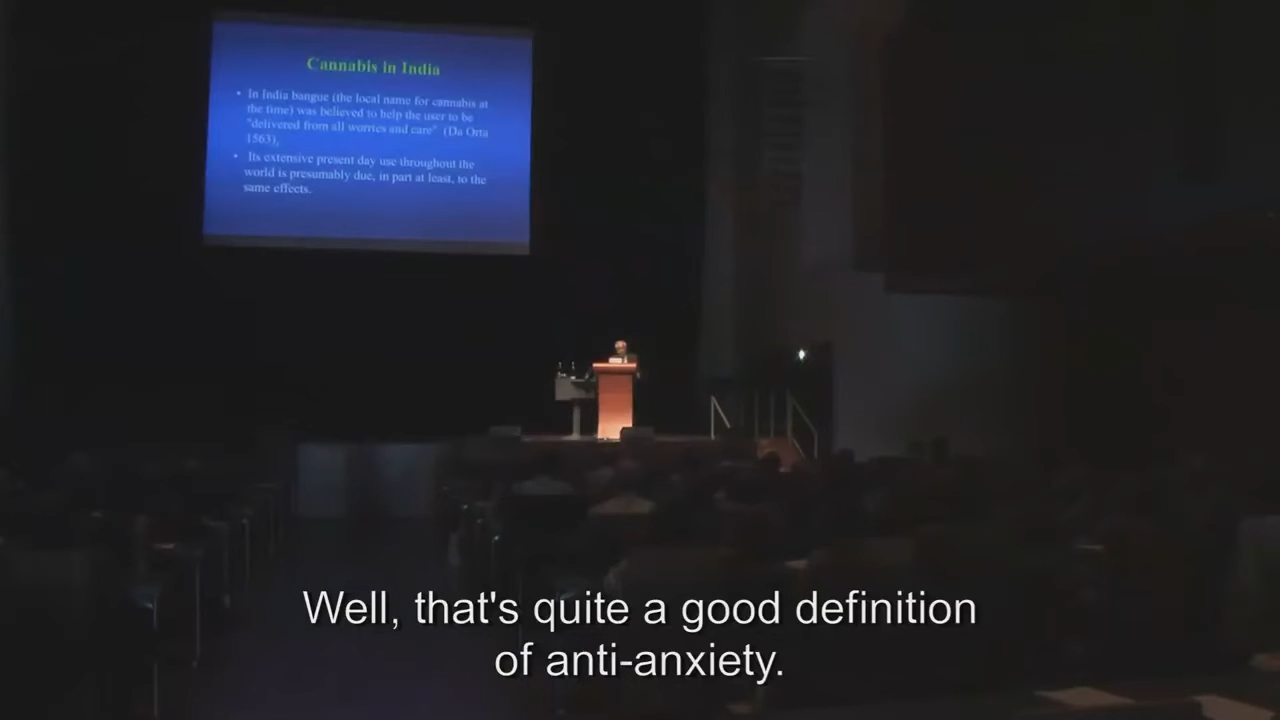 Cannabis in India
• In India bangue (the local name for cannabis at
the time) was believed to help the user to be
"delivered from all worries and care" (Da Orta
1563),
• Its extensive present day use throughout the
world is presumably due, in part at least, to the
same effects.
Well, that's quite a good definition
of anti-anxiety.